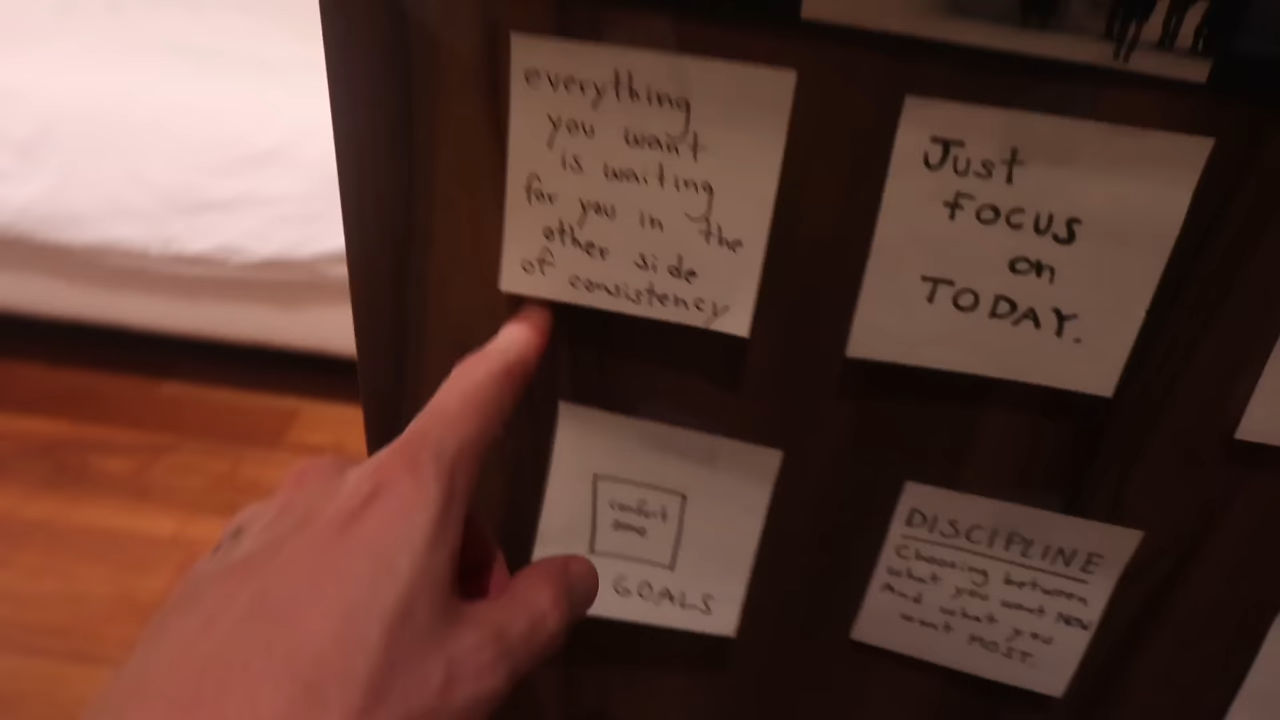 everything
you want
is waiting
for you in the
other side
of consistency
Just
FOCUS
on
TODAY.
comfort
zone
GOALS
DISCIPLINE
Choosing between
what you want NOW
And what you
want MOST.